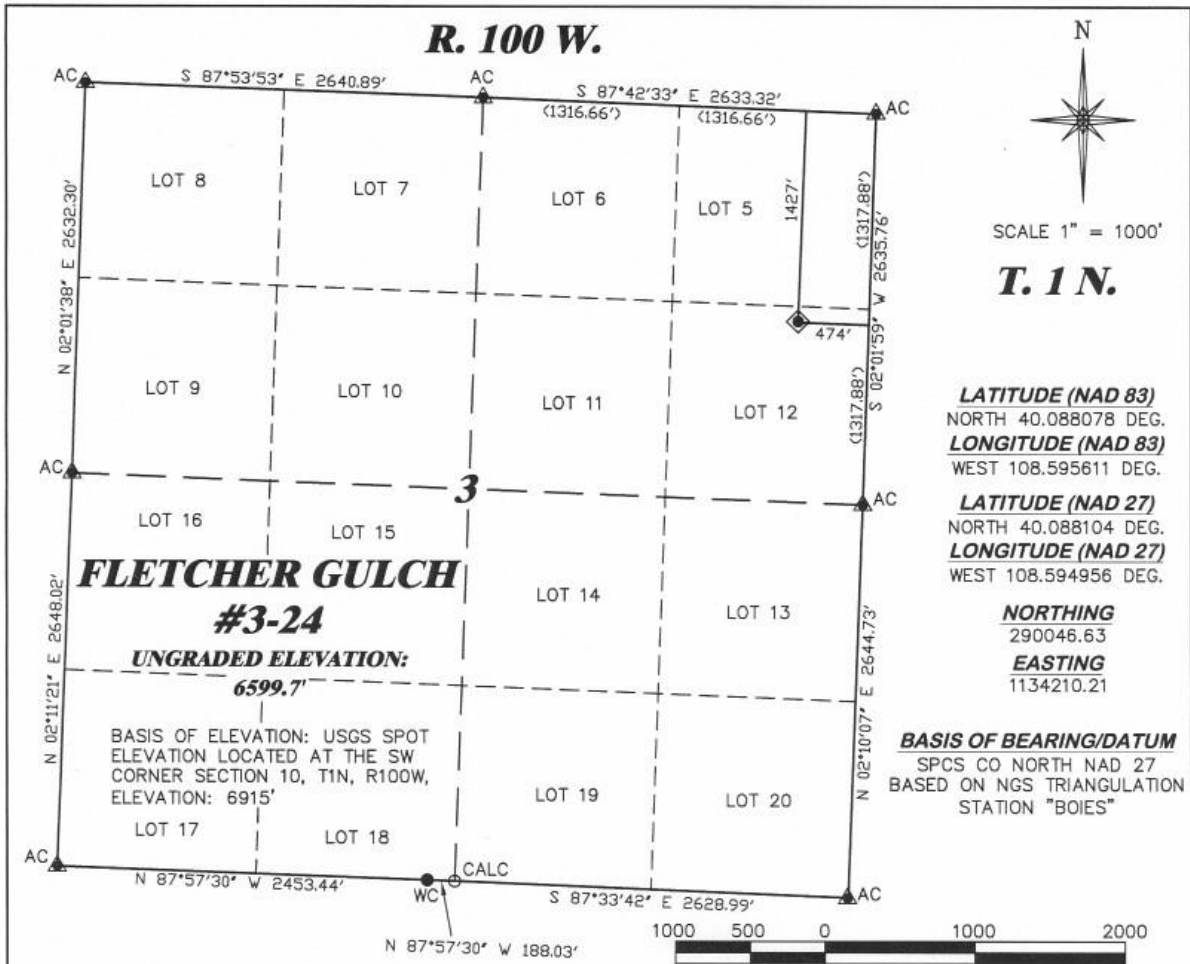 R. 100 W.
N
AC
S 87°53'53" E 2640.89'
AC
S 87°42'33" E 2633.32'
(1316.66')
(1316.66')
AC
LOT 8
LOT 7
LOT 6
LOT 5
1427'
(1317.88')
N 02°01'38" E 2632.30'
S 02°01'59" W 2635.76'
SCALE 1" = 1000'
T. 1 N.
474'
LOT 9
LOT 10
LOT 11
LOT 12
(1317.88')
LATITUDE (NAD 83)
NORTH 40.088078 DEG.
LONGITUDE (NAD 83)
WEST 108.595611 DEG.
AC
3
AC
LATITUDE (NAD 27)
NORTH 40.088104 DEG.
LONGITUDE (NAD 27)
WEST 108.594956 DEG.
LOT 16
LOT 15
LOT 14
LOT 13
FLETCHER GULCH
#3-24
UNGRADED ELEVATION:
6599.7'
NORTHING
290046.63
EASTING
1134210.21
N 02°11'21" E 2648.02'
N 02°10'07" E 2644.73'
BASIS OF ELEVATION: USGS SPOT
ELEVATION LOCATED AT THE SW
CORNER SECTION 10, T1N, R100W,
ELEVATION: 6915'
BASIS OF BEARING/DATUM
SPCS CO NORTH NAD 27
BASED ON NGS TRIANGULATION
STATION "BOIES"
LOT 17
LOT 18
LOT 19
LOT 20
AC
N 87°57'30" W 2453.44'
WC
CALC
S 87°33'42" E 2628.99'
AC
N 87°57'30" W 188.03'
1000 500 0 1000 2000